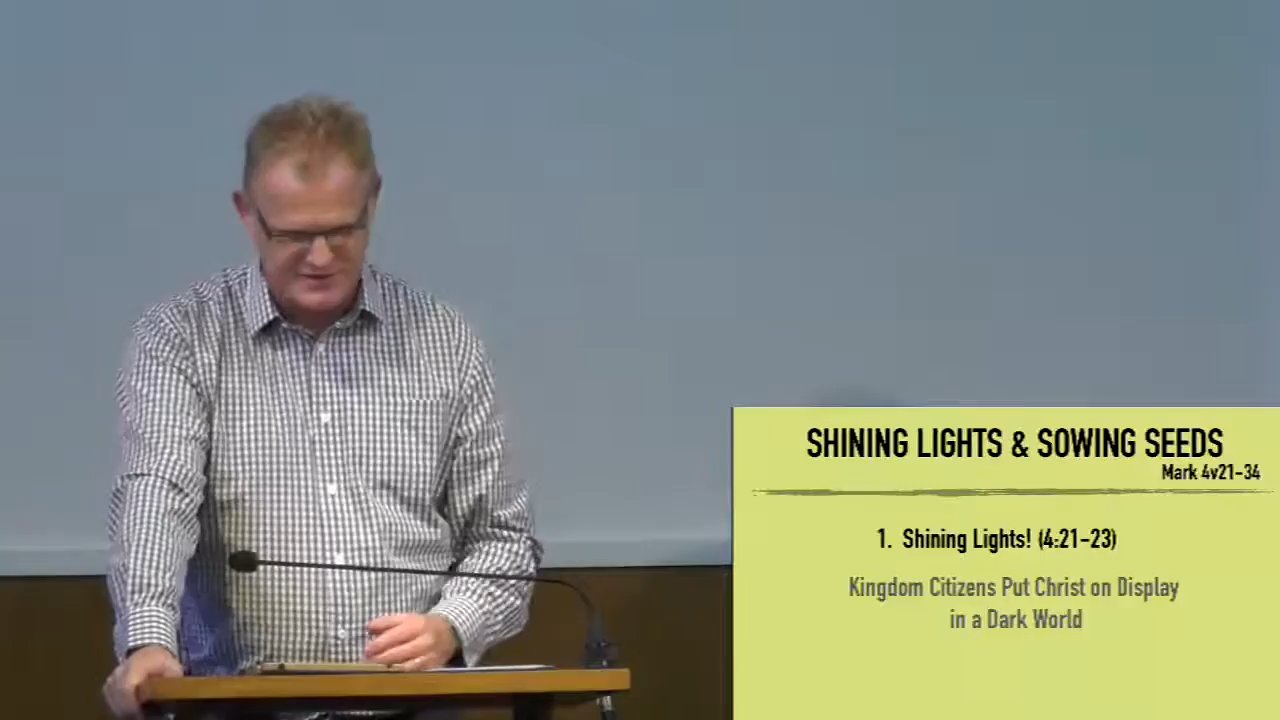 SHINING LIGHTS & SOWING SEEDS
Mark 4v21-34
1. Shining Lights! (4:21-23)
Kingdom Citizens Put Christ on Display
in a Dark World